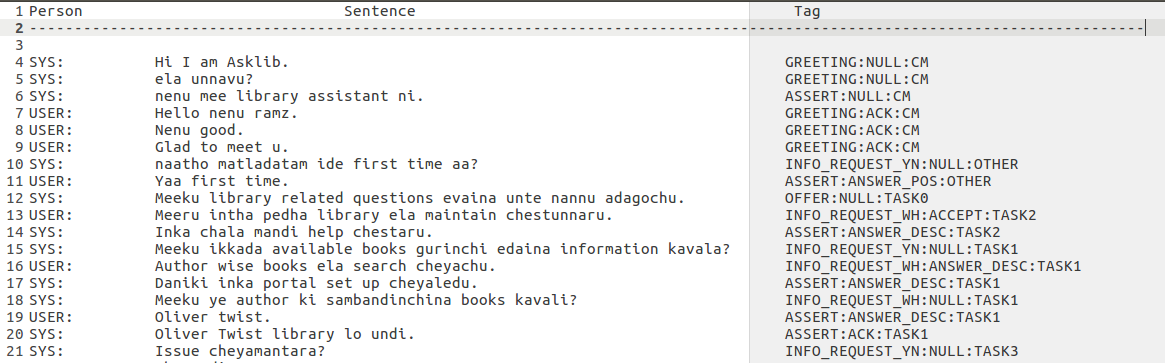 1 Person Sentence Tag
2 ----------------------------------------------------------------------------------------------------------------------------
3
4 SYS: Hi I am Asklib. GREETING:NULL:CM
5 SYS: ela unnavu? GREETING:NULL:CM
6 SYS: nenu mee library assistant ni. ASSERT:NULL:CM
7 USER: Hello nenu ramz. GREETING:ACK:CM
8 USER: Nenu good. GREETING:ACK:CM
9 USER: Glad to meet u. GREETING:ACK:CM
10 SYS: naatho matladatam ide first time aa? INFO_REQUEST_YN:NULL:OTHER
11 USER: Yaa first time. ASSERT:ANSWER_POS:OTHER
12 SYS: Meeku library related questions evaina unte nannu adagochu. OFFER:NULL:TASK0
13 USER: Meeru intha pedha library ela maintain chestunnaru. INFO_REQUEST_WH:ACCEPT:TASK2
14 SYS: Inka chala mandi help chestaru. ASSERT:ANSWER_DESC:TASK2
15 SYS: Meeku ikkada available books gurinchi edaina information kavala? INFO_REQUEST_YN:NULL:TASK1
16 USER: Author wise books ela search cheyachu. INFO_REQUEST_WH:ANSWER_DESC:TASK1
17 SYS: Daniki inka portal set up cheyaledu. ASSERT:ANSWER_DESC:TASK1
18 SYS: Meeku ye author ki sambandinchina books kavali? INFO_REQUEST_WH:NULL:TASK1
19 USER: Oliver twist. ASSERT:ANSWER_DESC:TASK1
20 SYS: Oliver Twist library lo undi. ASSERT:ACK:TASK1
21 SYS: Issue cheyamantara? INFO_REQUEST_YN:NULL:TASK3